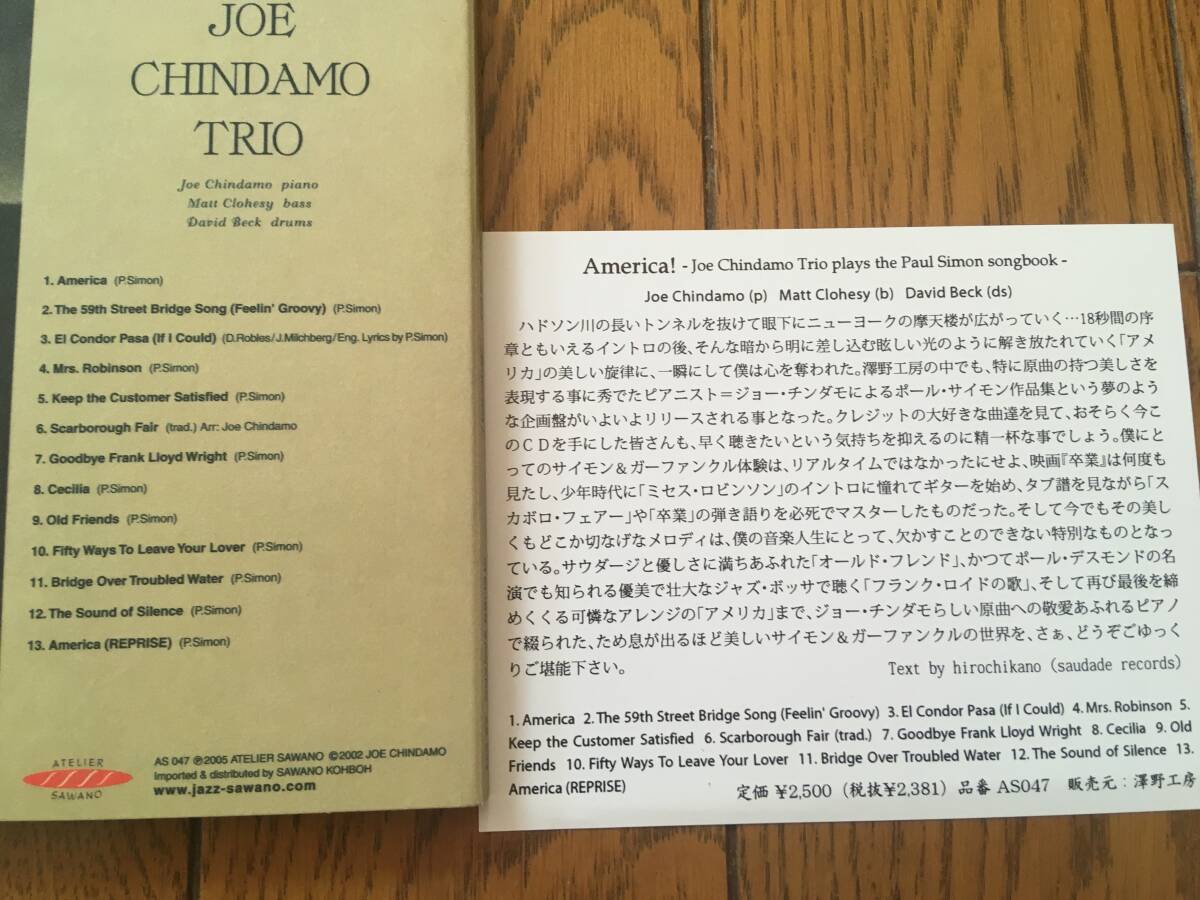 JOE
CHINDAMO
TRIO
Joe Chindamo piano
Matt Clohesy bass
David Beck drums
1. America (P.Simon)
2. The 59th Street Bridge Song (Feelin' Groovy) (P.Simon)
3. El Condor Pasa (If I Could) (D.Robles/J.Milchberg/Eng. Lyrics by P.Simon)
4. Mrs. Robinson (P.Simon)
5. Keep the Customer Satisfied (P.Simon)
6. Scarborough Fair (trad.) Arr: Joe Chindamo
7. Goodbye Frank Lloyd Wright (P.Simon)
8. Cecilia (P.Simon)
9. Old Friends (P.Simon)
10. Fifty Ways To Leave Your Lover (P.Simon)
11. Bridge Over Troubled Water (P.Simon)
12. The Sound of Silence (P.Simon)
13. America (REPRISE) (P.Simon)
ATELIER
SAWANO
AS 047 ℗2005 ATELIER SAWANO ©2002 JOE CHINDAMO
Imported & distributed by SAWANO KOHBOH
www.jazz-sawano.com
America! - Joe Chindamo Trio plays the Paul Simon songbook -
Joe Chindamo (p) Matt Clohesy (b) David Beck (ds)
ハドソン川の長いトンネルを抜けて眼下にニューヨークの摩天楼が広がっていく…18秒間の序
章ともいえるイントロの後、そんな暗から明に差し込む眩しい光のように解き放たれていく「アメ
リカ」の美しい旋律に、一瞬にして僕は心を奪われた。澤野工房の中でも、特に原曲の持つ美しさを
表現する事に秀でたピアニスト＝ジョー・チンダモによるポール・サイモン作品集という夢のよう
な企画盤がいよいよリリースされる事となった。クレジットの大好きな曲達を見て、おそらく今こ
のＣＤを手にした皆さんも、早く聴きたいという気持ちを抑えるのに精一杯な事でしょう。僕にと
ってのサイモン＆ガーファンクル体験は、リアルタイムではなかったにせよ、映画『卒業』は何度も
見たし、少年時代に「ミセス・ロビンソン」のイントロに憧れてギターを始め、タブ譜を見ながら「ス
カボロ・フェアー」や「卒業」の弾き語りを必死でマスターしたものだった。そして今でもその美し
くもどこか切なげなメロディは、僕の音楽人生にとって、欠かすことのできない特別なものとなっ
ている。サウダージと優しさに満ちあふれた「オールド・フレンド」、かつてポール・デスモンドの名
演でも知られる優美で壮大なジャズ・ボッサで聴く「フランク・ロイドの歌」、そして再び最後を締
めくくる可憐なアレンジの「アメリカ」まで、ジョー・チンダモらしい原曲への敬愛あふれるピアノ
で綴られた、ため息が出るほど美しいサイモン＆ガーファンクルの世界を、さぁ、どうぞごゆっく
りご堪能下さい。 Text by hirochikano (saudade records)
1. America 2. The 59th Street Bridge Song (Feelin' Groovy) 3. El Condor Pasa (If I Could) 4. Mrs. Robinson 5.
Keep the Customer Satisfied 6. Scarborough Fair (trad.) 7. Goodbye Frank Lloyd Wright 8. Cecilia 9. Old
Friends 10. Fifty Ways To Leave Your Lover 11. Bridge Over Troubled Water 12. The Sound of Silence 13.
America (REPRISE) 定価 ¥2,500 (税抜¥2,381) 品番 AS047 販売元：澤野工房